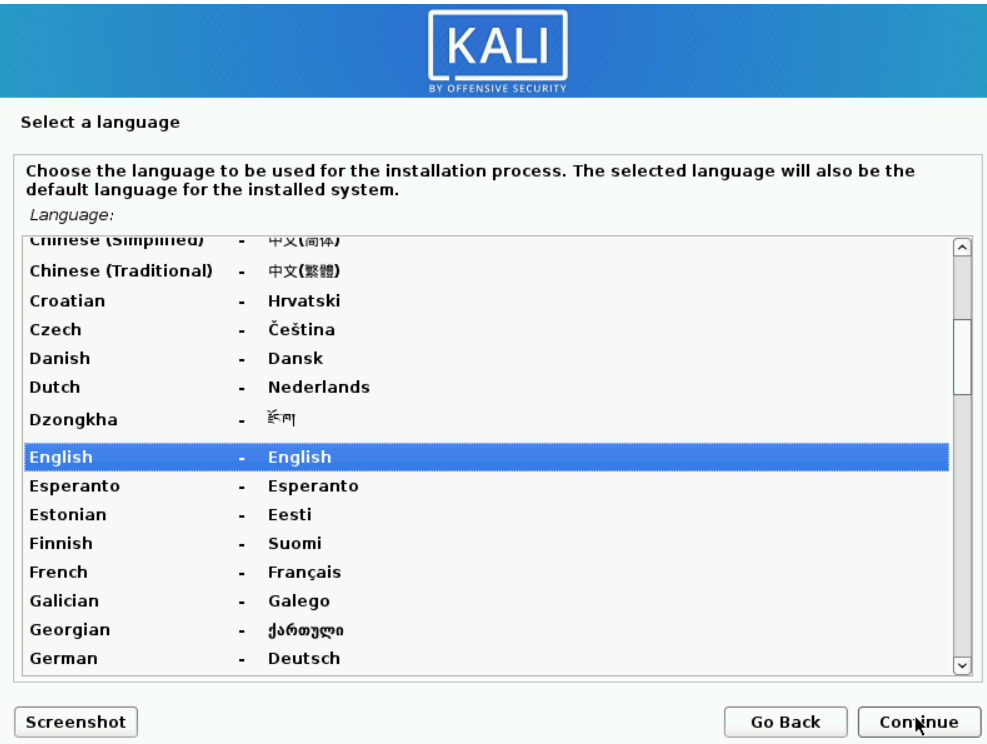 KALI
BY OFFENSIVE SECURITY
Select a language
Choose the language to be used for the installation process. The selected language will also be the
default language for the installed system.
Language:
Chinese (Simplified) - 中文(简体)
Chinese (Traditional) - 中文(繁體)
Croatian - Hrvatski
Czech - Čeština
Danish - Dansk
Dutch - Nederlands
Dzongkha - རྫོང་ཁ།
English - English
Esperanto - Esperanto
Estonian - Eesti
Finnish - Suomi
French - Français
Galician - Galego
Georgian - ქართული
German - Deutsch
Screenshot Go Back Continue